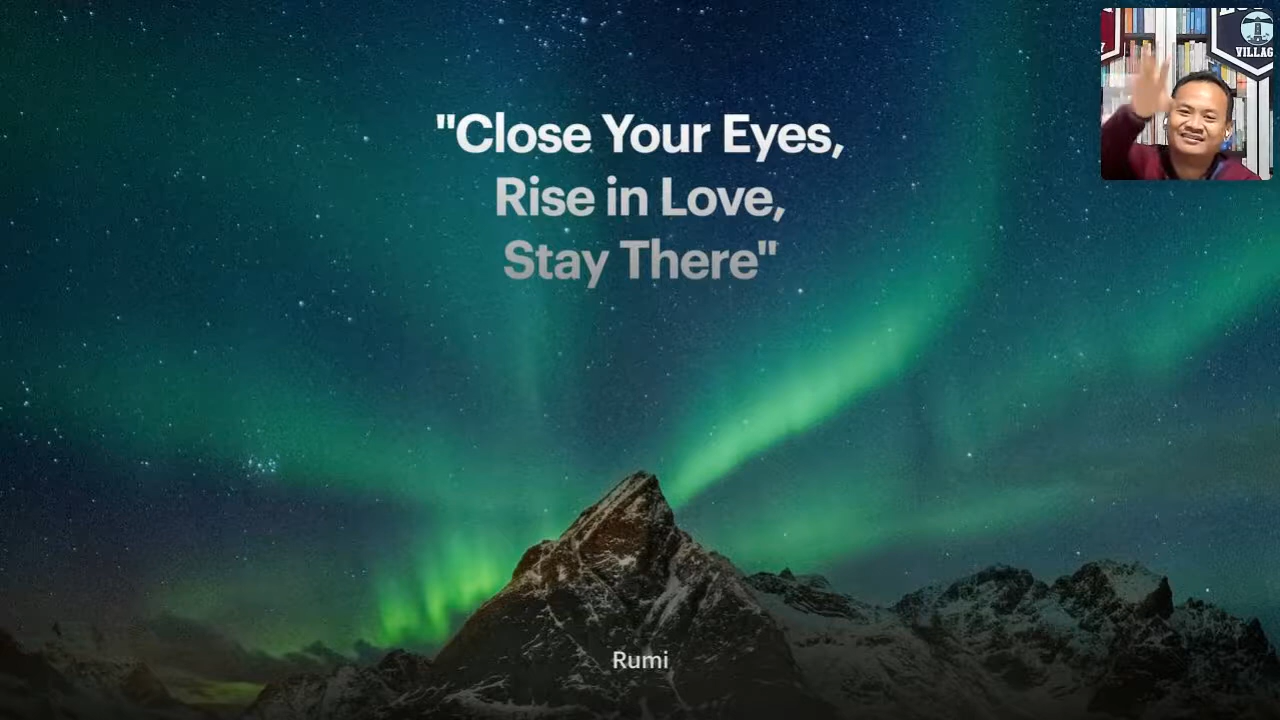 "Close Your Eyes,
Rise in Love,
Stay There"
VILLAG
Rumi